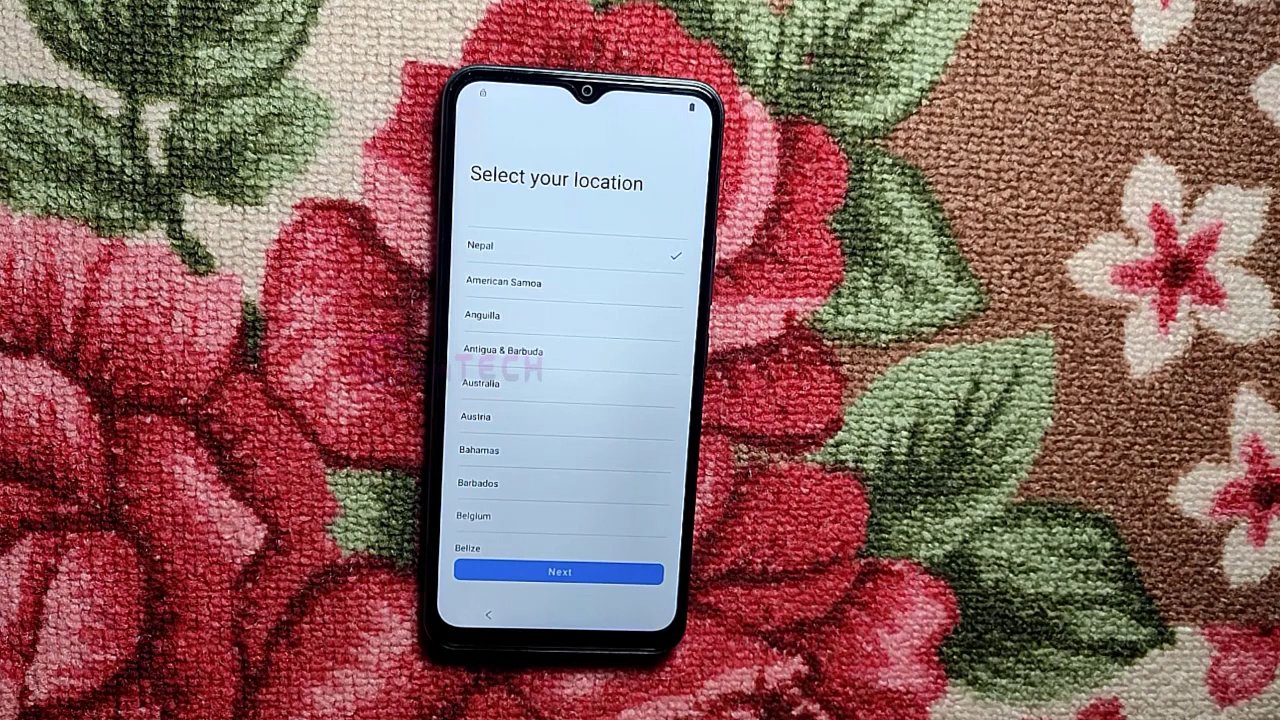 Select your location
Nepal
American Samoa
Anguilla
Antigua & Barbuda
Australia
Austria
Bahamas
Barbados
Belgium
Belize
Next